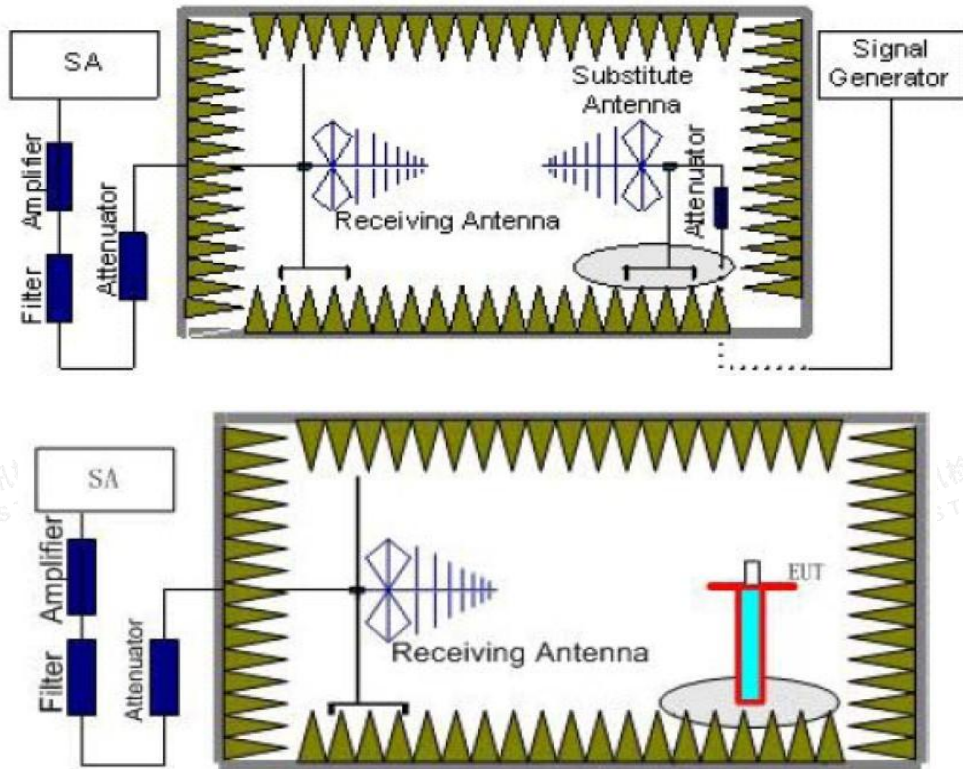 SA
Signal
Generator
Substitute
Antenna
Amplifier
Filter
Attenuator
Receiving Antenna
Attenuator
SA
Amplifier
Filter
Attenuator
Receiving Antenna
EUT